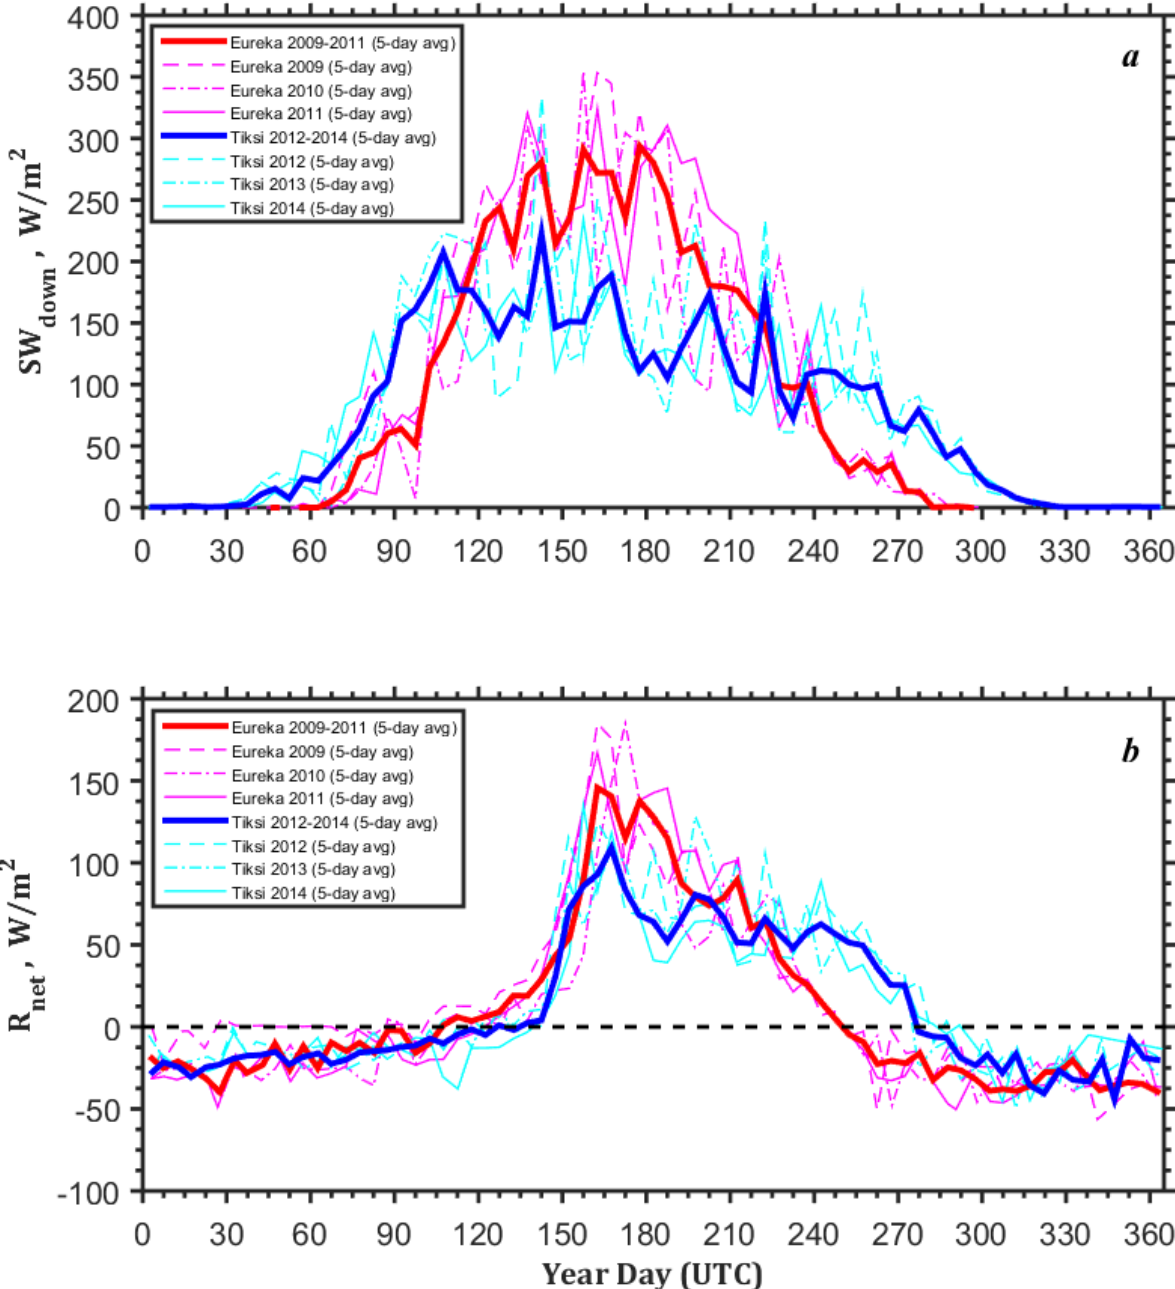 400
350
300
250
200
150
100
50
0
SWdown , W/m2
Eureka 2009-2011 (5-day avg)
Eureka 2009 (5-day avg)
Eureka 2010 (5-day avg)
Eureka 2011 (5-day avg)
Tiksi 2012-2014 (5-day avg)
Tiksi 2012 (5-day avg)
Tiksi 2013 (5-day avg)
Tiksi 2014 (5-day avg)
a
0 30 60 90 120 150 180 210 240 270 300 330 360
200
150
100
50
0
-50
-100
Rnet , W/m2
Eureka 2009-2011 (5-day avg)
Eureka 2009 (5-day avg)
Eureka 2010 (5-day avg)
Eureka 2011 (5-day avg)
Tiksi 2012-2014 (5-day avg)
Tiksi 2012 (5-day avg)
Tiksi 2013 (5-day avg)
Tiksi 2014 (5-day avg)
b
0 30 60 90 120 150 180 210 240 270 300 330 360
Year Day (UTC)